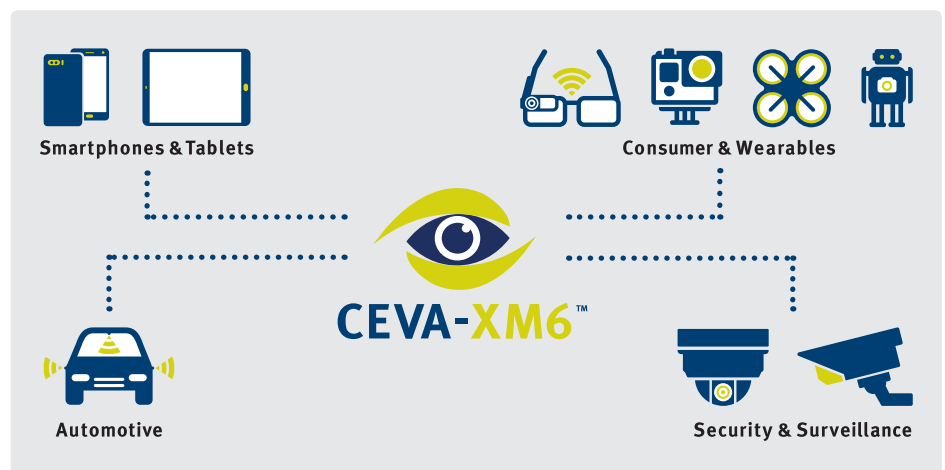 Smartphones & Tablets
Consumer & Wearables
CEVA-XM6™
Automotive
Security & Surveillance